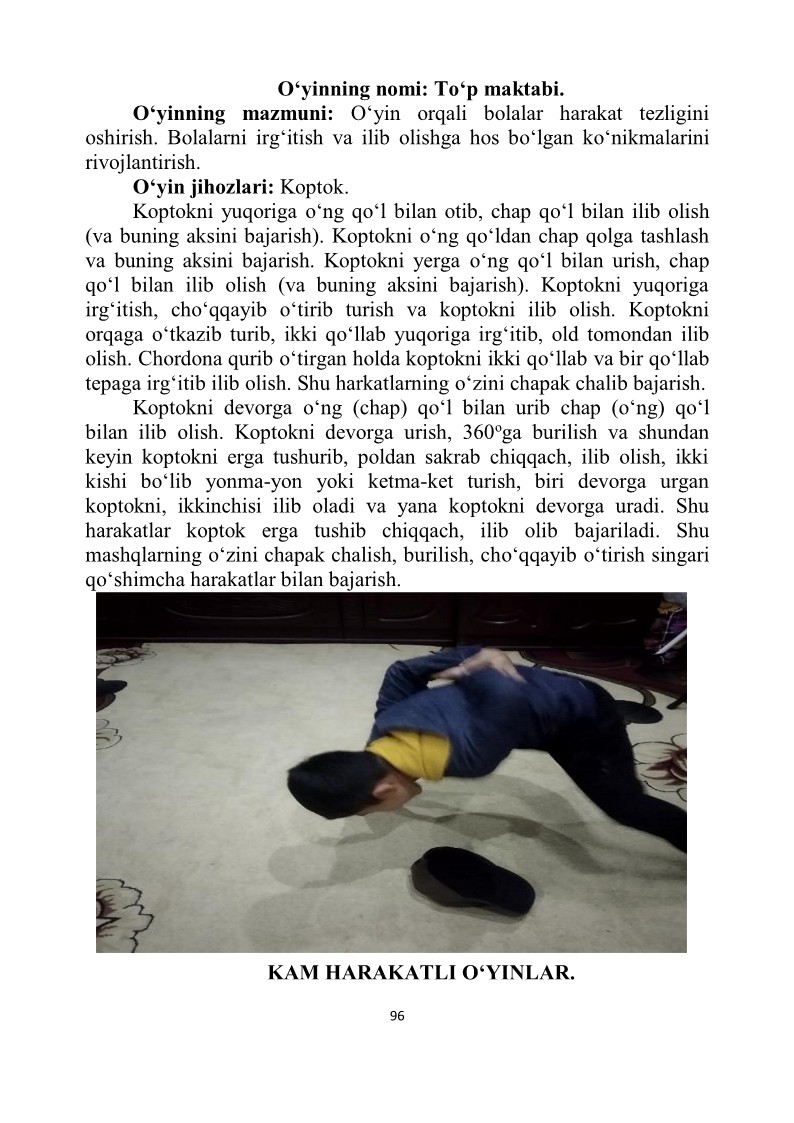 O‘yinning nomi: To‘p maktabi.
O‘yinning mazmuni: O‘yin orqali bolalar harakat tezligini
oshirish. Bolalarni irg‘itish va ilib olishga hos bo‘lgan ko‘nikmalarini
rivojlantirish.
O‘yin jihozlari: Koptok.
Koptokni yuqoriga o‘ng qo‘l bilan otib, chap qo‘l bilan ilib olish
(va buning aksini bajarish). Koptokni o‘ng qo‘ldan chap qolga tashlash
va buning aksini bajarish. Koptokni yerga o‘ng qo‘l bilan urish, chap
qo‘l bilan ilib olish (va buning aksini bajarish). Koptokni yuqoriga
irg‘itish, cho‘qqayib o‘tirib turish va koptokni ilib olish. Koptokni
orqaga o‘tkazib turib, ikki qo‘llab yuqoriga irg‘itib, old tomondan ilib
olish. Chordona qurib o‘tirgan holda koptokni ikki qo‘llab va bir qo‘llab
tepaga irg‘itib ilib olish. Shu harkatlarning o‘zini chapak chalib bajarish.
Koptokni devorga o‘ng (chap) qo‘l bilan urib chap (o‘ng) qo‘l
bilan ilib olish. Koptokni devorga urish, 360ºga burilish va shundan
keyin koptokni erga tushurib, poldan sakrab chiqqach, ilib olish, ikki
kishi bo‘lib yonma-yon yoki ketma-ket turish, biri devorga urgan
koptokni, ikkinchisi ilib oladi va yana koptokni devorga uradi. Shu
harakatlar koptok erga tushib chiqqach, ilib olib bajariladi. Shu
mashqlarning o‘zini chapak chalish, burilish, cho‘qqayib o‘tirish singari
qo‘shimcha harakatlar bilan bajarish.
KAM HARAKATLI O‘YINLAR.
96